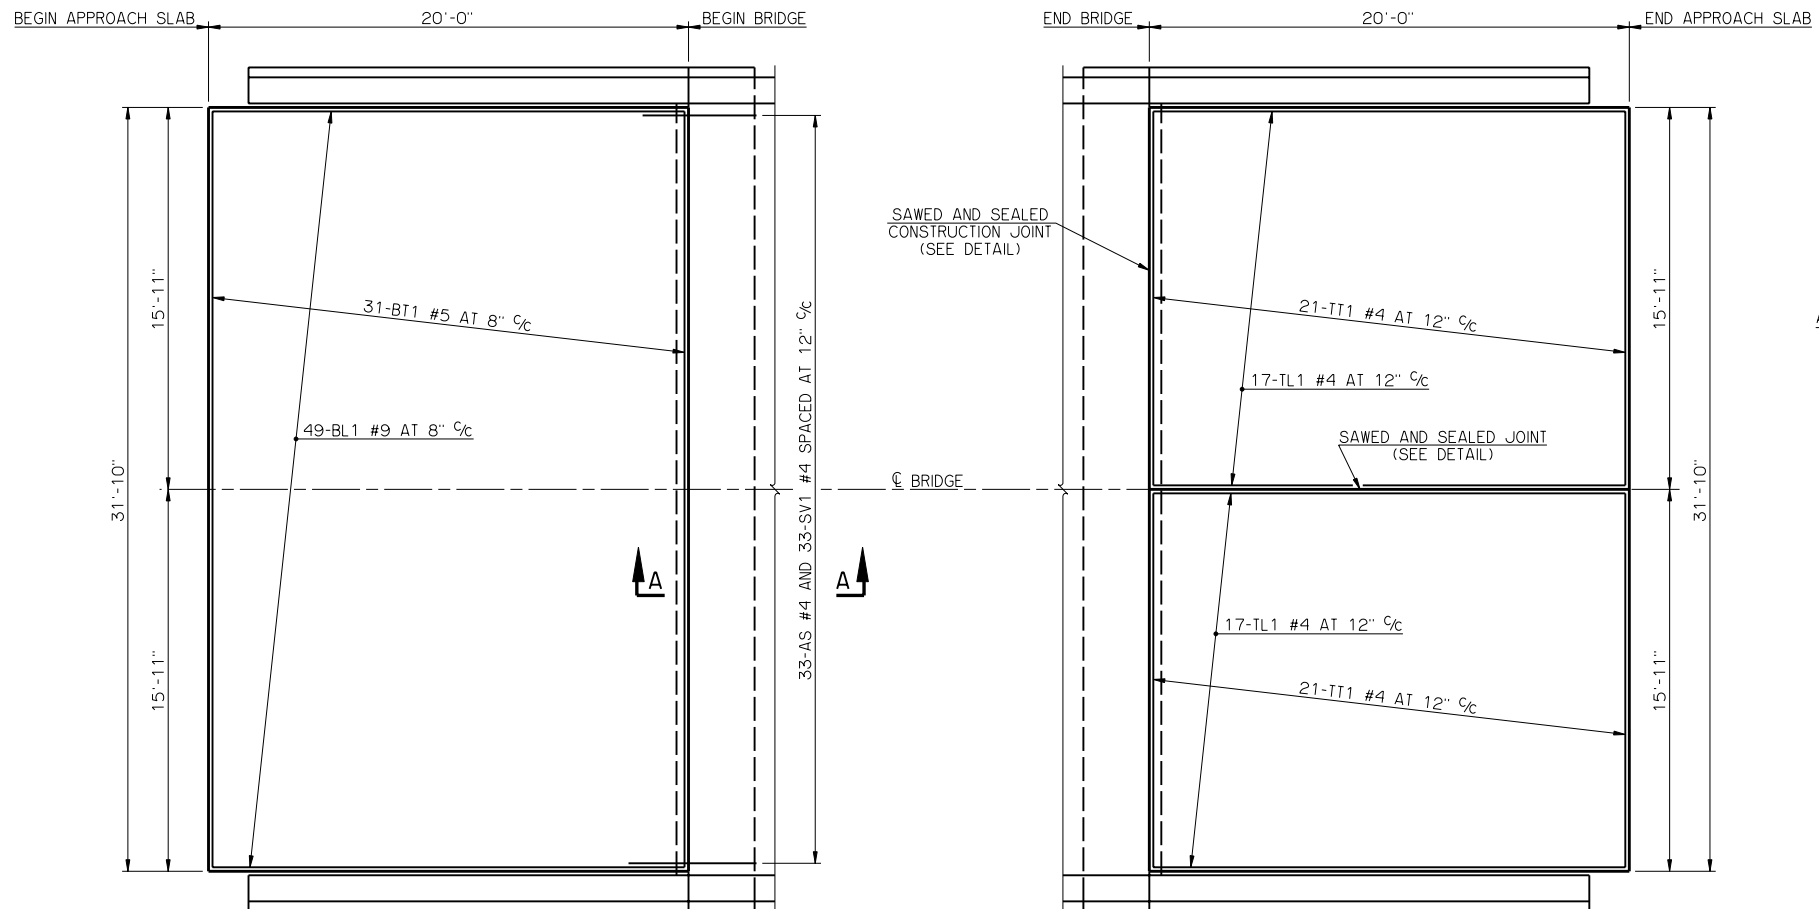 BEGIN APPROACH SLAB
20'-0"
BEGIN BRIDGE
END BRIDGE
20'-0"
END APPROACH SLAB
SAWED AND SEALED
CONSTRUCTION JOINT
(SEE DETAIL)
15'-11"
31-BT1 #5 AT 8" C/C
33-AS #4 AND 33-SV1 #4 SPACED AT 12" C/C
21-TT1 #4 AT 12" C/C
15'-11"
17-TL1 #4 AT 12" C/C
49-BL1 #9 AT 8" C/C
SAWED AND SEALED JOINT
(SEE DETAIL)
31'-10"
℄ BRIDGE
31'-10"
A
A
17-TL1 #4 AT 12" C/C
15'-11"
21-TT1 #4 AT 12" C/C
15'-11"